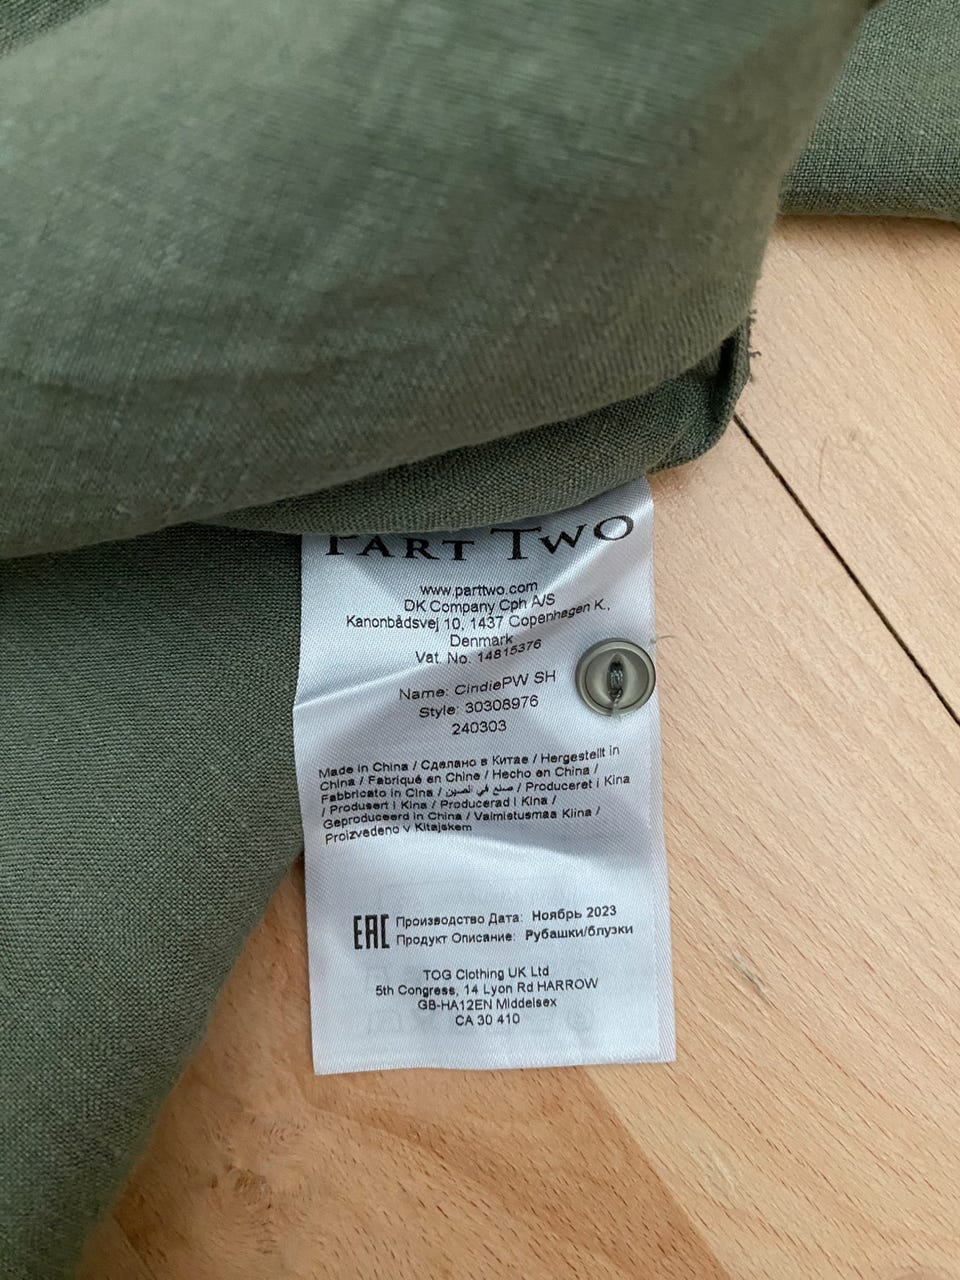 PART TWO
www.parttwo.com
DK Company Cph A/S
Kanonbådsvej 10, 1437 Copenhagen K.,
Denmark
Vat. No. 14815376
Name: CindiePW SH
Style: 30308976
240303
Made in China / Сделано в Китае / Hergestellt in
China / Fabriqué en Chine / Hecho en China /
Fabbricato in Cina / صنع في الصين / Produceret i Kina
/ Produsert i Kina / Producerad i Kina /
Geproduceerd in China / Valmistusmaa Kiina /
Proizvedeno v Kitajskem
EAC Производство Дата: Ноябрь 2023
Продукт Описание: Рубашки/блузки
TOG Clothing UK Ltd
5th Congress, 14 Lyon Rd HARROW
GB-HA12EN Middelsex
CA 30 410